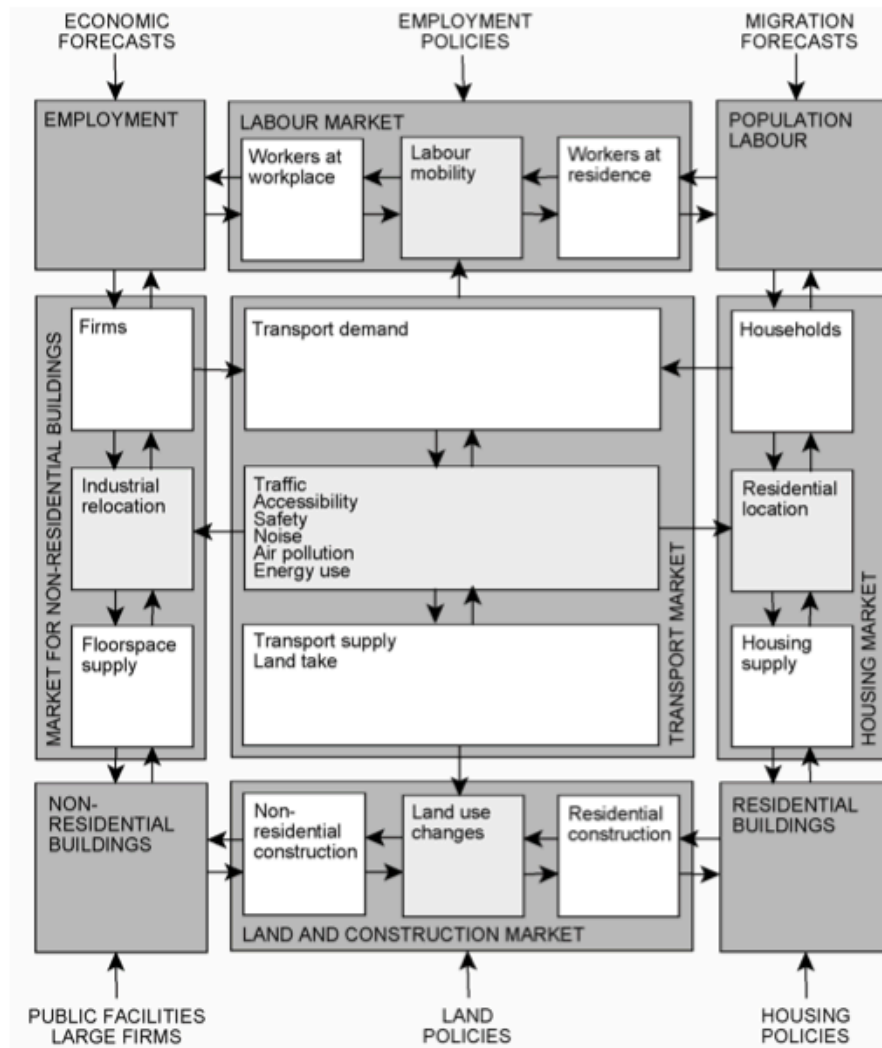 ECONOMIC
FORECASTS
EMPLOYMENT
POLICIES
MIGRATION
FORECASTS
EMPLOYMENT
LABOUR MARKET
Workers at
workplace
Labour
mobility
Workers at
residence
POPULATION
LABOUR
MARKET FOR NON-RESIDENTIAL BUILDINGS
Firms
Industrial
relocation
Floorspace
supply
Transport demand
Traffic
Accessibility
Safety
Noise
Air pollution
Energy use
Transport supply
Land take
TRANSPORT MARKET
Households
Residential
location
Housing
supply
HOUSING MARKET
NON-
RESIDENTIAL
BUILDINGS
Non-
residential
construction
Land use
changes
Residential
construction
LAND AND CONSTRUCTION MARKET
RESIDENTIAL
BUILDINGS
PUBLIC FACILITIES
LARGE FIRMS
LAND
POLICIES
HOUSING
POLICIES